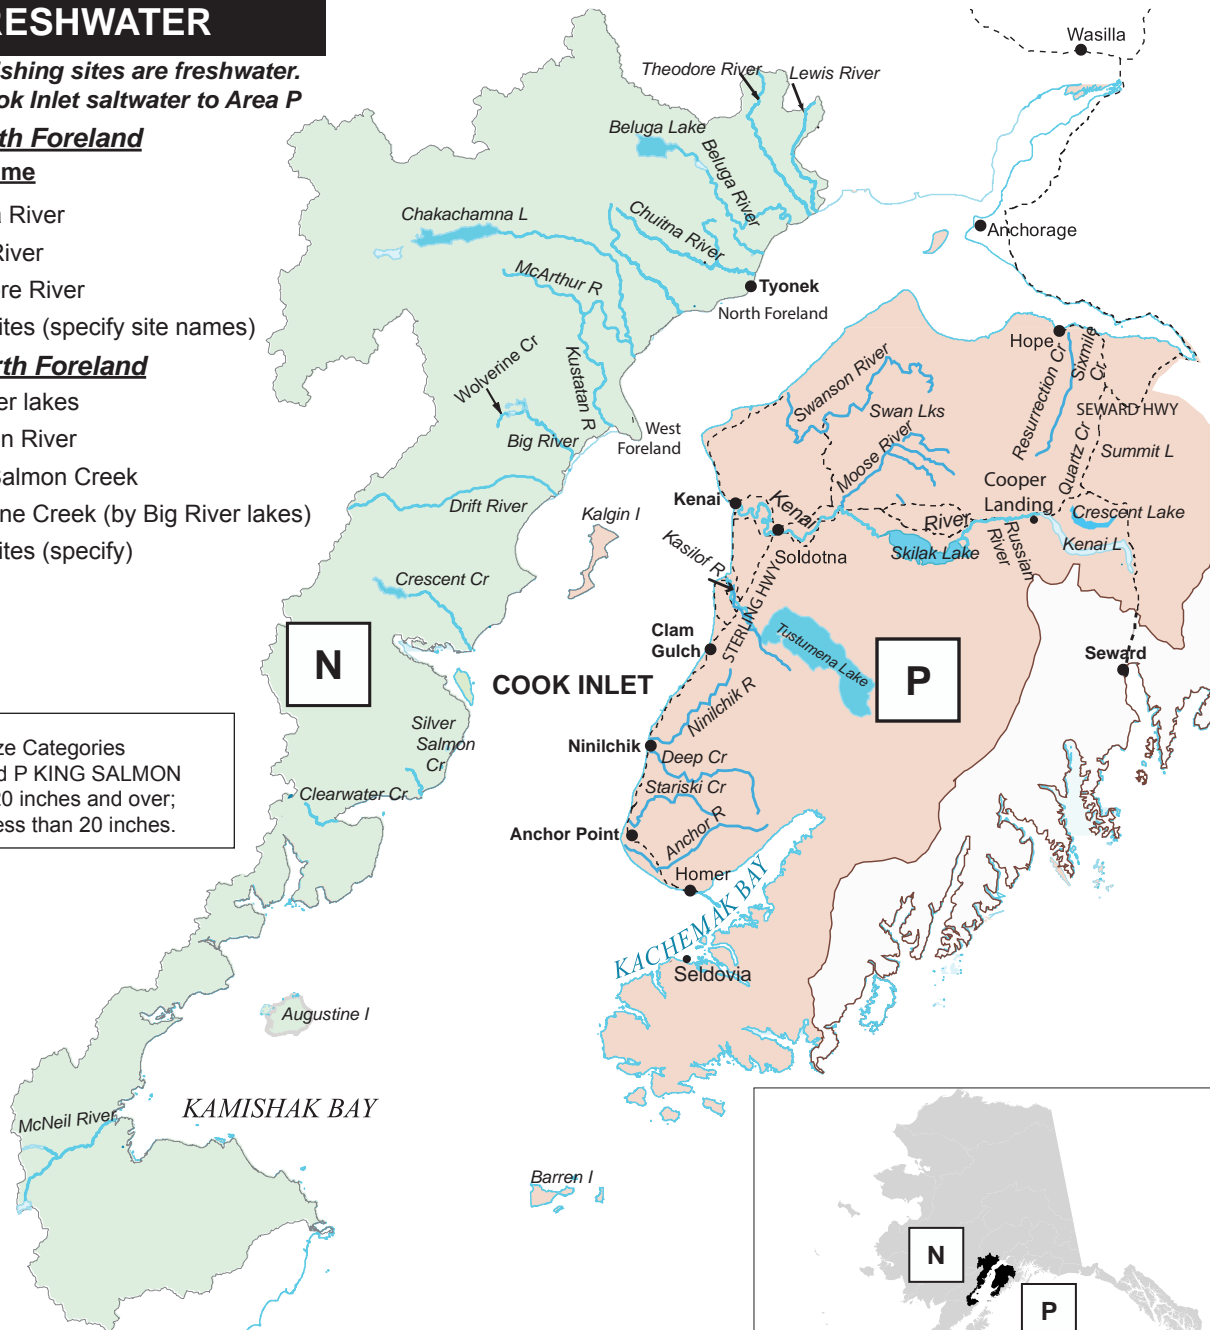 RESHWATER
shing sites are freshwater.
ok Inlet saltwater to Area P
th Foreland
me
River
River
re River
ites (specify site names)
rth Foreland
er lakes
n River
Salmon Creek
ne Creek (by Big River lakes)
ites (specify)
ze Categories
d P KING SALMON
20 inches and over;
ess than 20 inches.
Wasilla
Theodore River
Lewis River
Beluga Lake
Beluga River
Chakachamna L
Chuitna River
Anchorage
McArthur R
Tyonek
North Foreland
Hope
Sixmile
Cr
Resurrection Cr
Wolverine Cr
Kustatan R
Swanson River
Swan Lks
SEWARD HWY
Big River
West
Foreland
Moose River
Quartz Cr
Summit L
Cooper
Landing
Drift River
Kalgin I
Kenai
Kenai
River
Crescent Lake
Soldotna
Skilak Lake
Russian
River
Kenai L
Kasilof R
Crescent Cr
STERLING HWY
N
Clam
Gulch
Tustumena Lake
P
Seward
COOK INLET
Silver
Salmon
Cr
Ninilchik R
Ninilchik
Deep Cr
Stariski Cr
Clearwater Cr
Anchor Point
Anchor R
Homer
KACHEMAK BAY
Seldovia
Augustine I
McNeil River
KAMISHAK BAY
Barren I
N
P